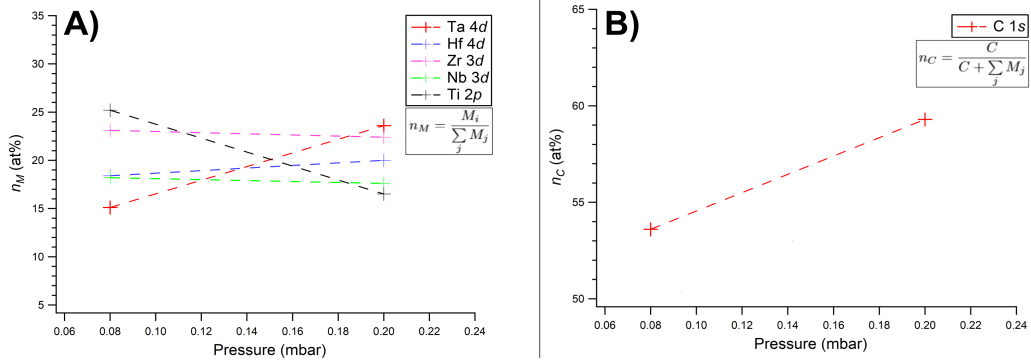 A)
35
30
25
20
15
10
5
n_M (at%)
0.06 0.08 0.10 0.12 0.14 0.16 0.18 0.20 0.22 0.24
Pressure (mbar)
Ta 4d
Hf 4d
Zr 3d
Nb 3d
Ti 2p
n_M = M_i / ∑_j M_j
B)
65
60
58
56
54
52
50
n_C (at%)
0.06 0.08 0.10 0.12 0.14 0.16 0.18 0.20 0.22 0.24
Pressure (mbar)
C 1s
n_C = C / (C + ∑_j M_j)